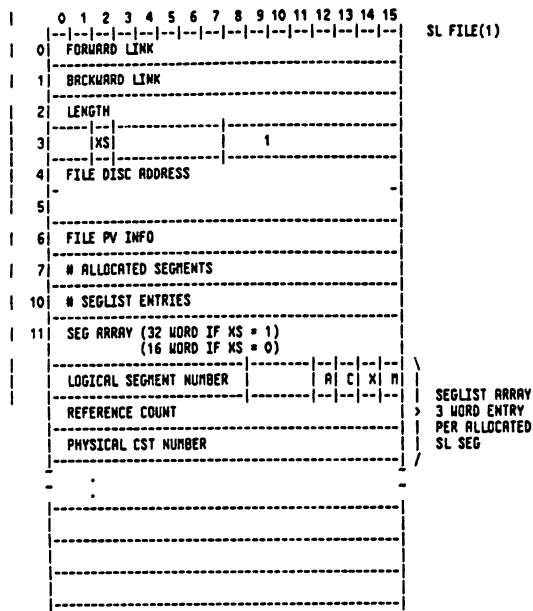 0 1 2 3 4 5 6 7 8 9 10 11 12 13 14 15
SL FILE(1)
0| FORWARD LINK
1| BACKWARD LINK
2| LENGTH
3| |XS| | 1
4| FILE DISC ADDRESS
5|
6| FILE PV INFO
7| # ALLOCATED SEGMENTS
10| # SEGLIST ENTRIES
11| SEG ARRAY (32 WORD IF XS = 1)
(16 WORD IF XS = 0)
LOGICAL SEGMENT NUMBER | | A| C| X| M|
REFERENCE COUNT
PHYSICAL CST NUMBER
SEGLIST ARRAY
> 3 WORD ENTRY
PER ALLOCATED
SL SEG